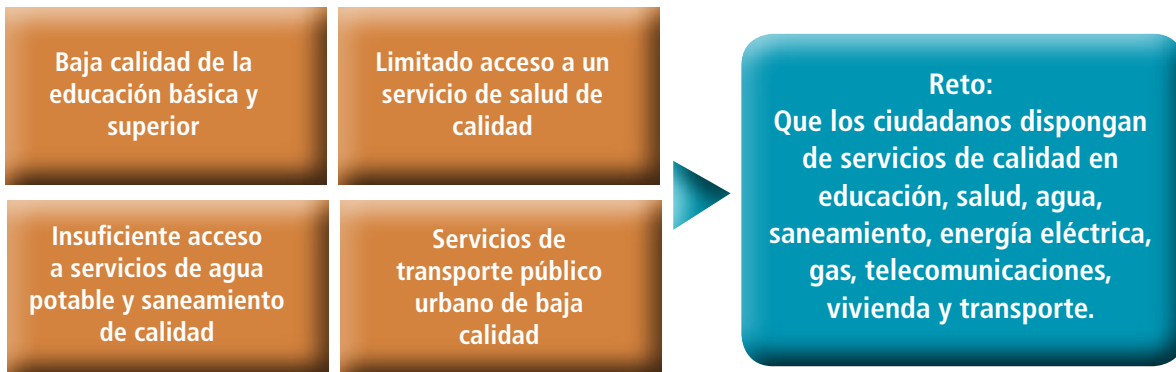 Baja calidad de la
educación básica y
superior
Limitado acceso a un
servicio de salud de
calidad
Insuficiente acceso
a servicios de agua
potable y saneamiento
de calidad
Servicios de
transporte público
urbano de baja
calidad
Reto:
Que los ciudadanos dispongan
de servicios de calidad en
educación, salud, agua,
saneamiento, energía eléctrica,
gas, telecomunicaciones,
vivienda y transporte.